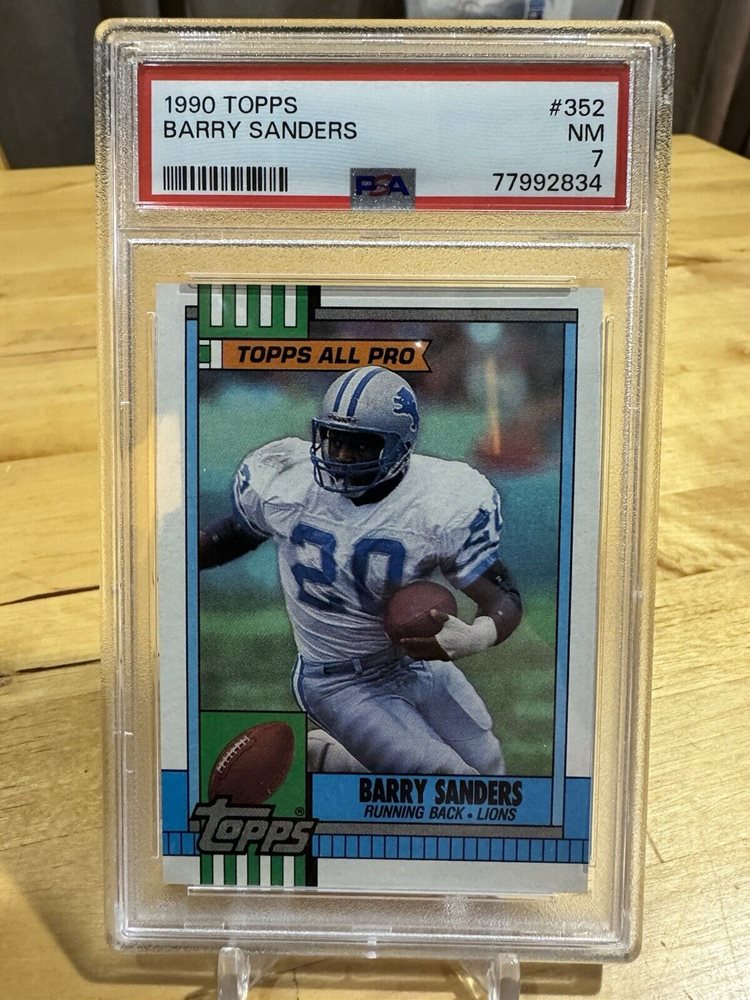 1990 TOPPS #352
BARRY SANDERS NM
7
PSA 77992834
TOPPS ALL PRO
20
20
topps®
BARRY SANDERS
RUNNING BACK • LIONS